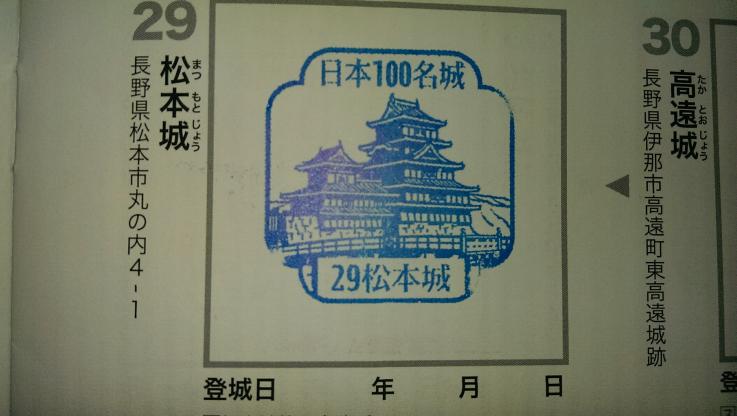 29
松本城
まつもとじょう
長野県松本市丸の内4-1
日本100名城
29松本城
登城日 年 月 日
30
高遠城
たかとおじょう
長野県伊那市高遠町東高遠城跡
登